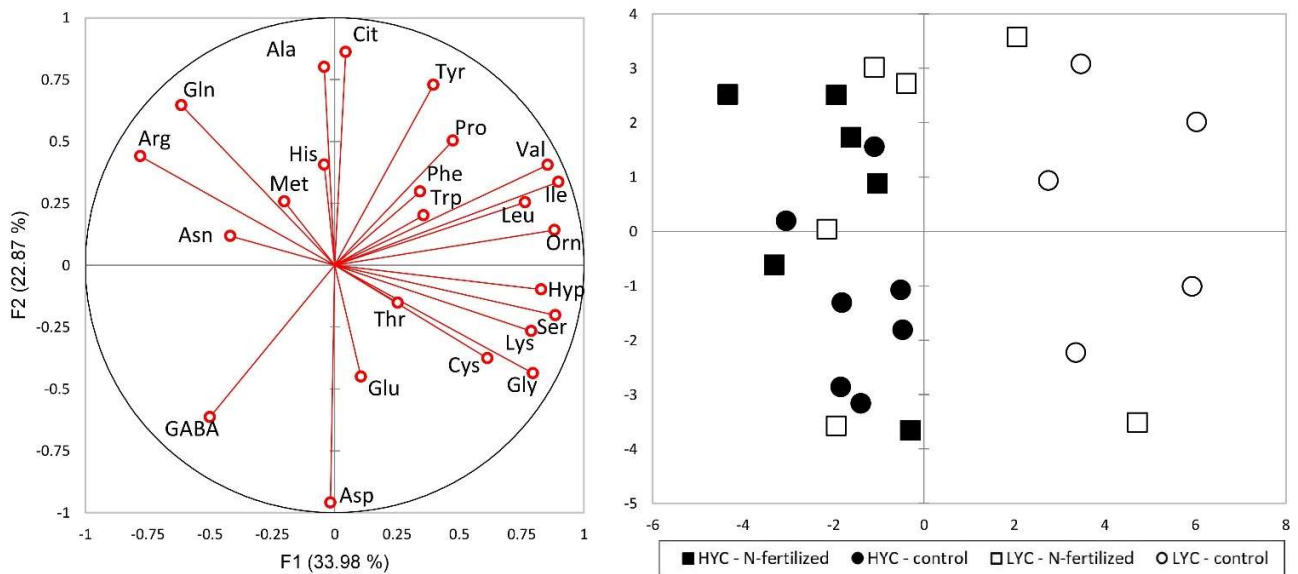 1
0.75
0.5
0.25
0
-0.25
-0.5
-0.75
-1
-1 -0.75 -0.5 -0.25 0 0.25 0.5 0.75 1
F2 (22.87 %)
F1 (33.98 %)
Ala
Cit
Gln
Tyr
Arg
Pro
His
Val
Phe
Met
Ile
Trp
Leu
Asn
Orn
Hyp
Thr
Ser
Lys
Cys
Glu
Gly
GABA
Asp
4
3
2
1
0
-1
-2
-3
-4
-5
-6 -4 -2 0 2 4 6 8
HYC - N-fertilized HYC - control LYC - N-fertilized LYC - control